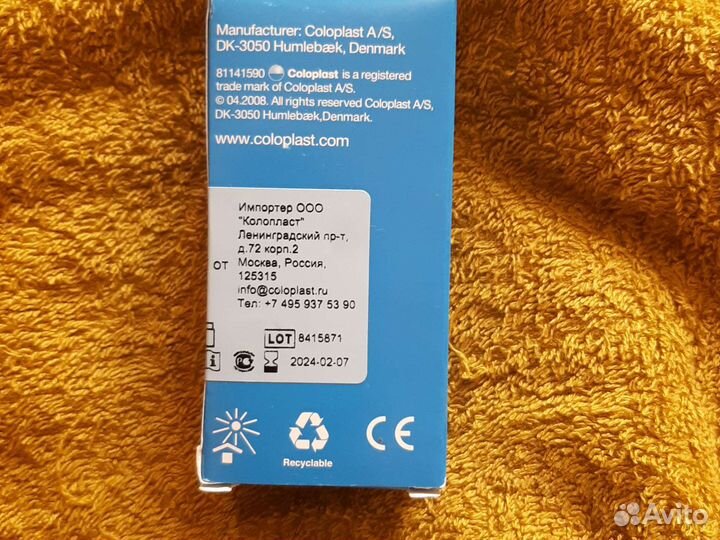 Manufacturer: Coloplast A/S,
DK-3050 Humlebæk, Denmark
81141590 Coloplast is a registered
trade mark of Coloplast A/S.
© 04.2008. All rights reserved Coloplast A/S,
DK-3050 Humlebæk,Denmark.
www.coloplast.com
Импортер ООО
"Колопласт"
Ленинградский пр-т,
д.72 корп.2
от Москва, Россия,
125315
info@coloplast.ru
Тел: +7 495 937 53 90
LOT 8415871
i РС 2024-02-07
Recyclable
CE
Avito